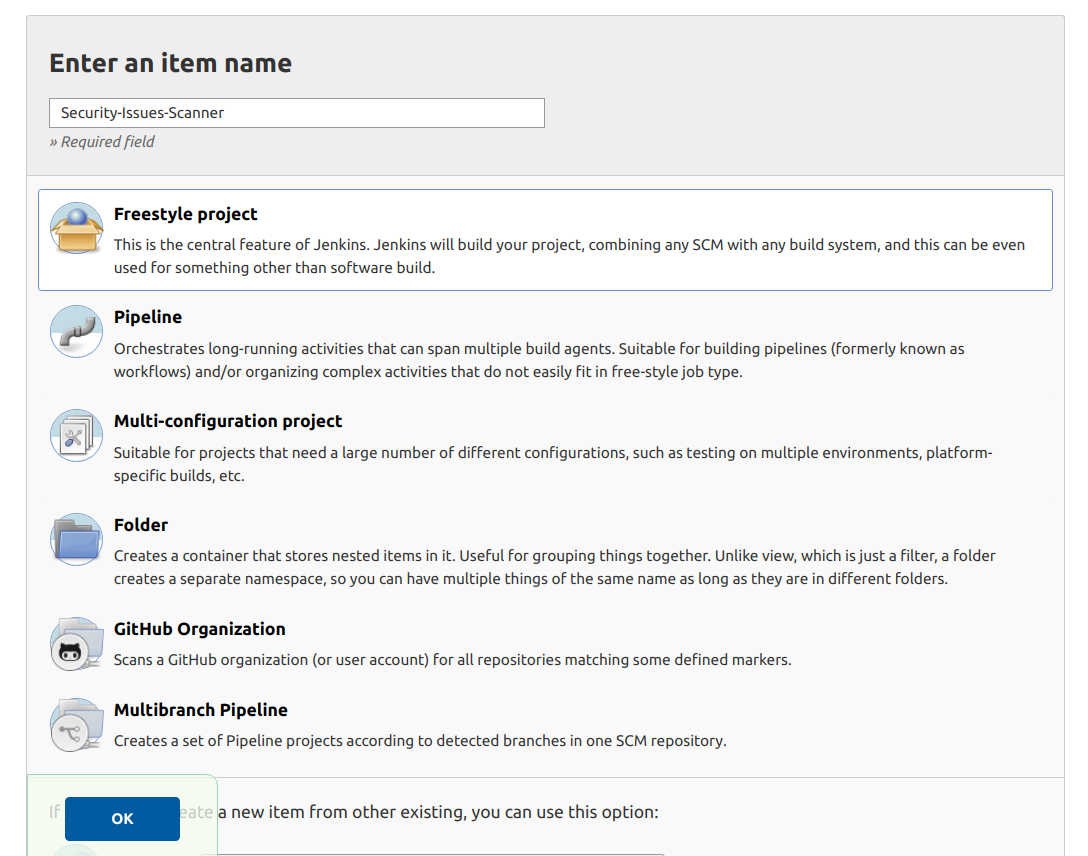 Enter an item name
Security-Issues-Scanner
» Required field
Freestyle project
This is the central feature of Jenkins. Jenkins will build your project, combining any SCM with any build system, and this can be even
used for something other than software build.
Pipeline
Orchestrates long-running activities that can span multiple build agents. Suitable for building pipelines (formerly known as
workflows) and/or organizing complex activities that do not easily fit in free-style job type.
Multi-configuration project
Suitable for projects that need a large number of different configurations, such as testing on multiple environments, platform-
specific builds, etc.
Folder
Creates a container that stores nested items in it. Useful for grouping things together. Unlike view, which is just a filter, a folder
creates a separate namespace, so you can have multiple things of the same name as long as they are in different folders.
GitHub Organization
Scans a GitHub organization (or user account) for all repositories matching some defined markers.
Multibranch Pipeline
Creates a set of Pipeline projects according to detected branches in one SCM repository.
If eate a new item from other existing, you can use this option:
OK